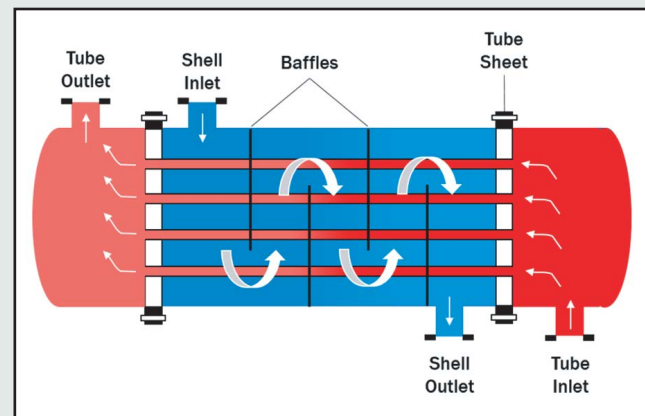 Tube
Outlet
Shell
Inlet
Baffles
Tube
Sheet
Shell
Outlet
Tube
Inlet